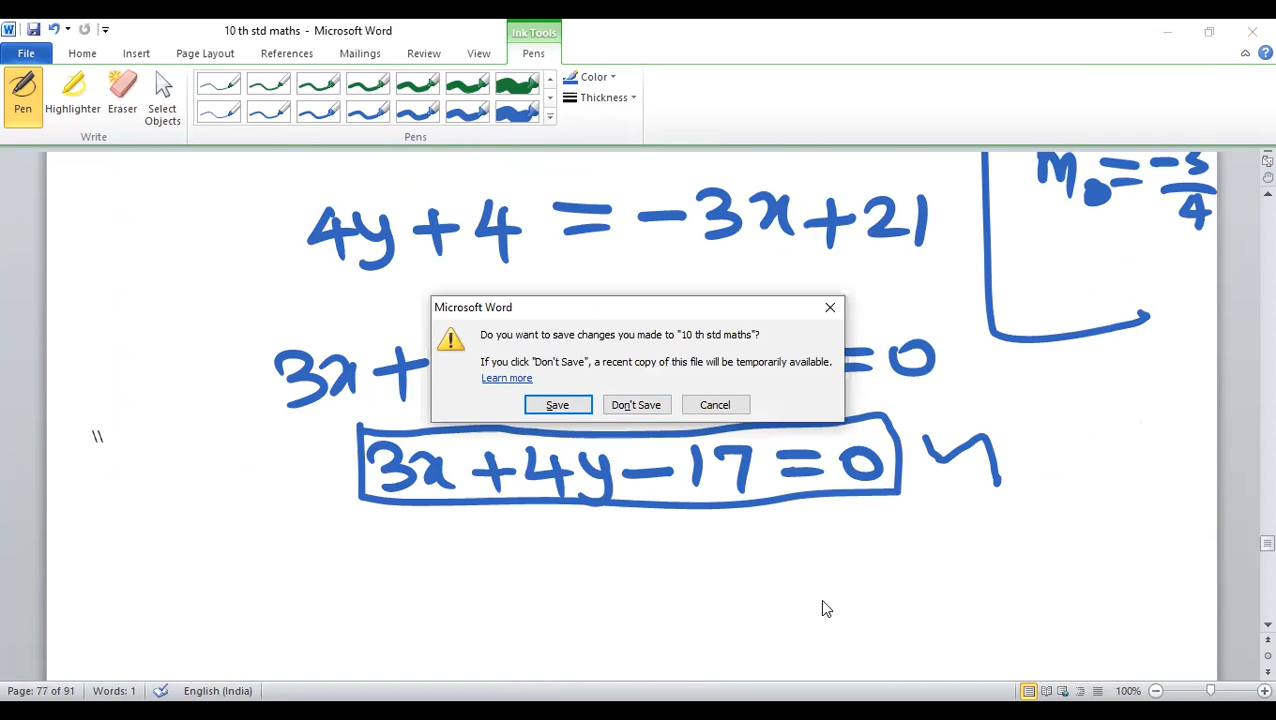 10 th std maths - Microsoft Word
Ink Tools
File Home Insert Page Layout References Mailings Review View Pens
Pen
Highlighter
Eraser
Select Objects
Color
Thickness
Write
Pens
m = -3/4
4y + 4 = -3x + 21
Microsoft Word
Do you want to save changes you made to "10 th std maths"?
If you click "Don't Save", a recent copy of this file will be temporarily available.
Learn more
Save Don't Save Cancel
3x + = 0
\\
3x + 4y - 17 = 0
Page: 77 of 91 Words: 1 English (India) 100%